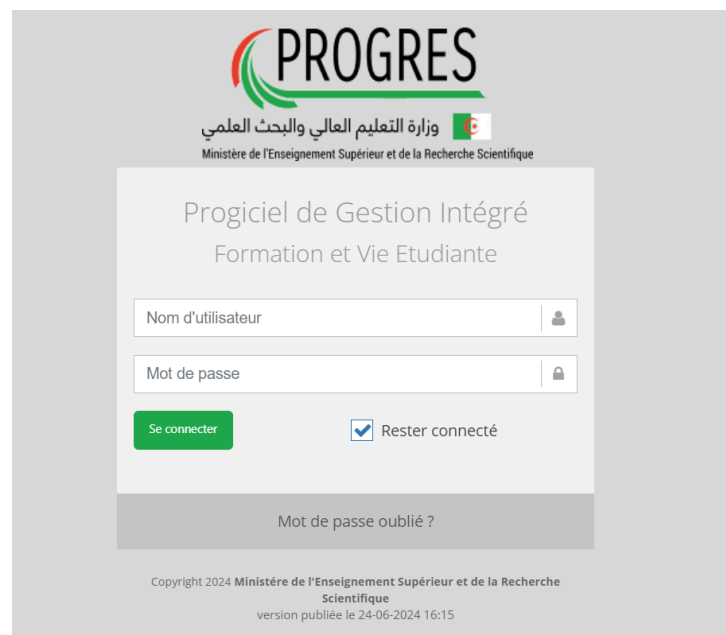 PROGRES
وزارة التعليم العالي والبحث العلمي
Ministère de l'Enseignement Supérieur et de la Recherche Scientifique
Progiciel de Gestion Intégré
Formation et Vie Etudiante
Nom d'utilisateur
Mot de passe
Se connecter
Rester connecté
Mot de passe oublié ?
Copyright 2024 Ministére de l'Enseignement Supérieur et de la Recherche
Scientifique
version publiée le 24-06-2024 16:15